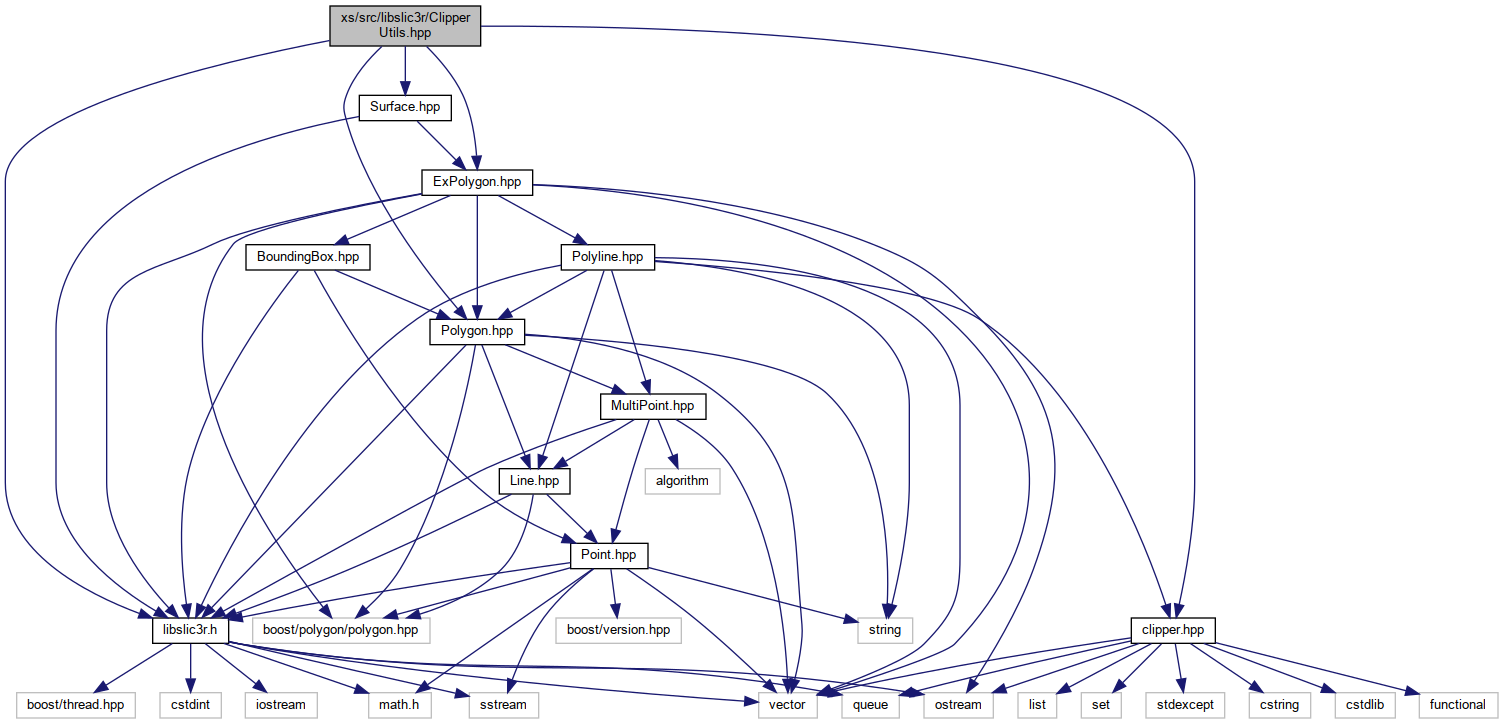 xs/src/libslic3r/Clipper
Utils.hpp
Surface.hpp
ExPolygon.hpp
BoundingBox.hpp
Polyline.hpp
Polygon.hpp
MultiPoint.hpp
Line.hpp
algorithm
Point.hpp
libslic3r.h
boost/polygon/polygon.hpp
boost/version.hpp
string
clipper.hpp
boost/thread.hpp
cstdint
iostream
math.h
sstream
vector
queue
ostream
list
set
stdexcept
cstring
cstdlib
functional